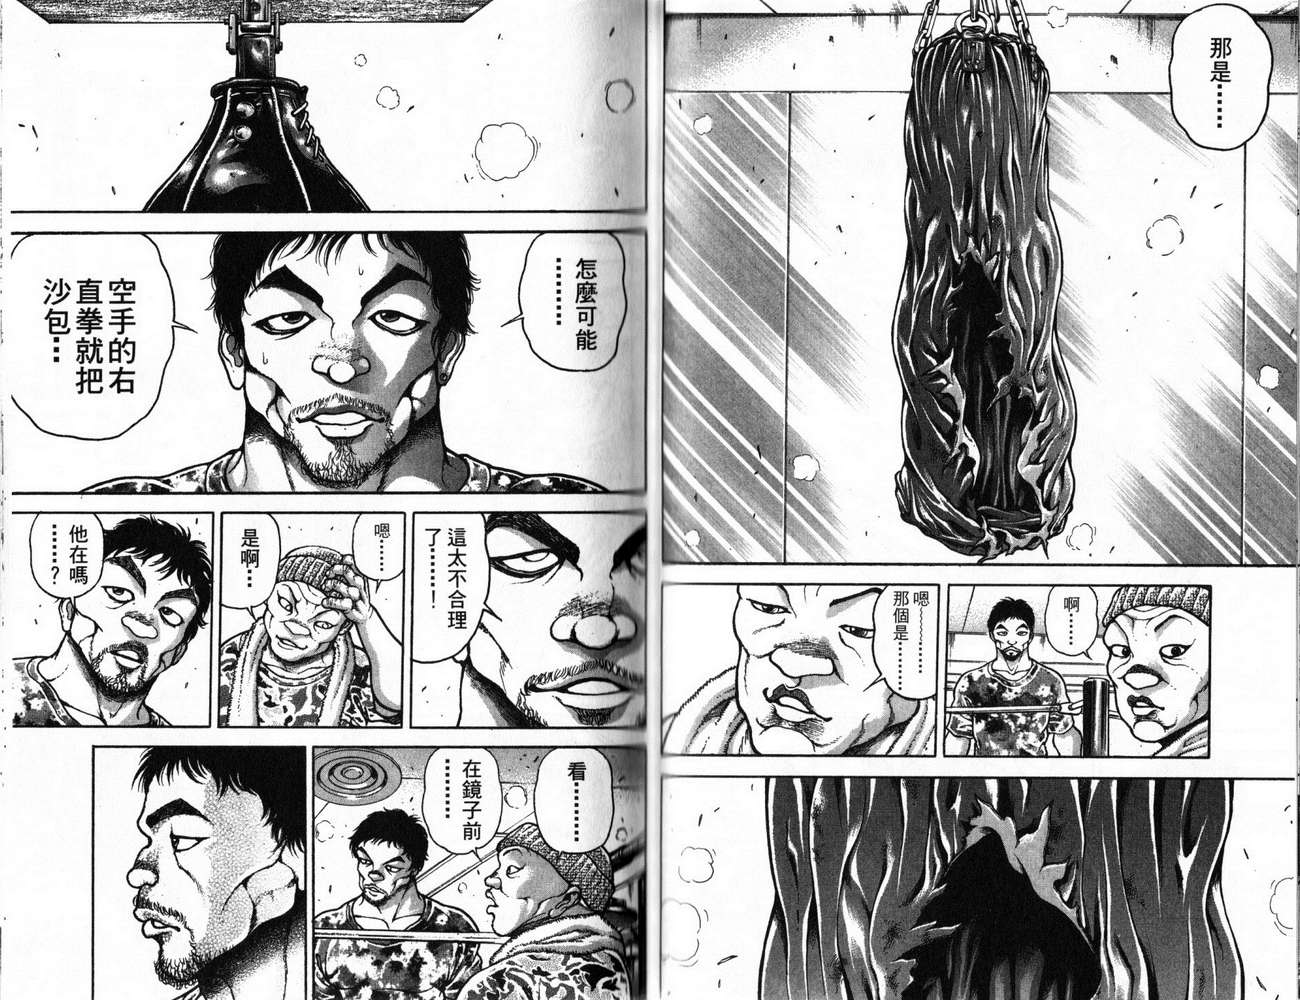 那是……
啊……
嗯……
那個是……
怎麼可能
………
空手的右
直拳就把
沙包…
這太不合理
了……!
嗯……
是啊…
他在嗎
……?
看………
在鏡子前
………